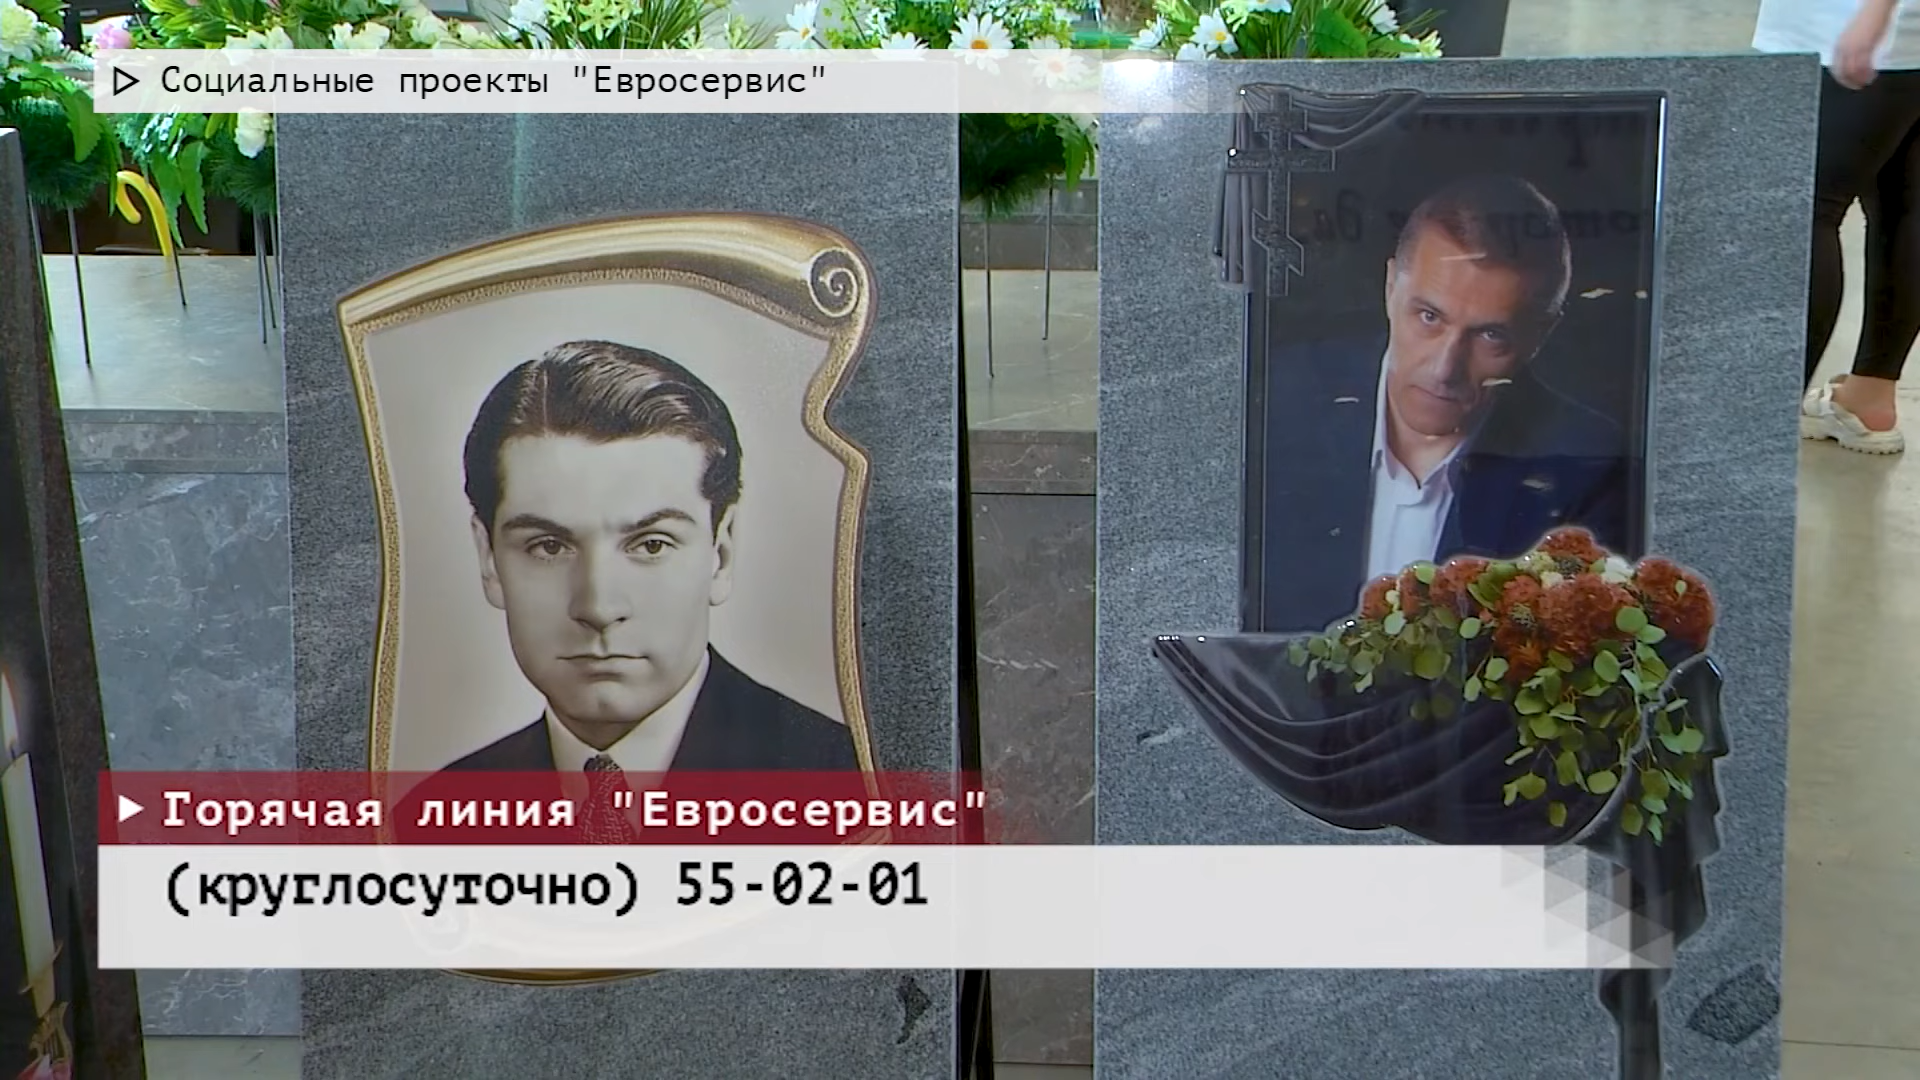 Социальные проекты "Евросервис"
Горячая линия "Евросервис"
(круглосуточно) 55-02-01